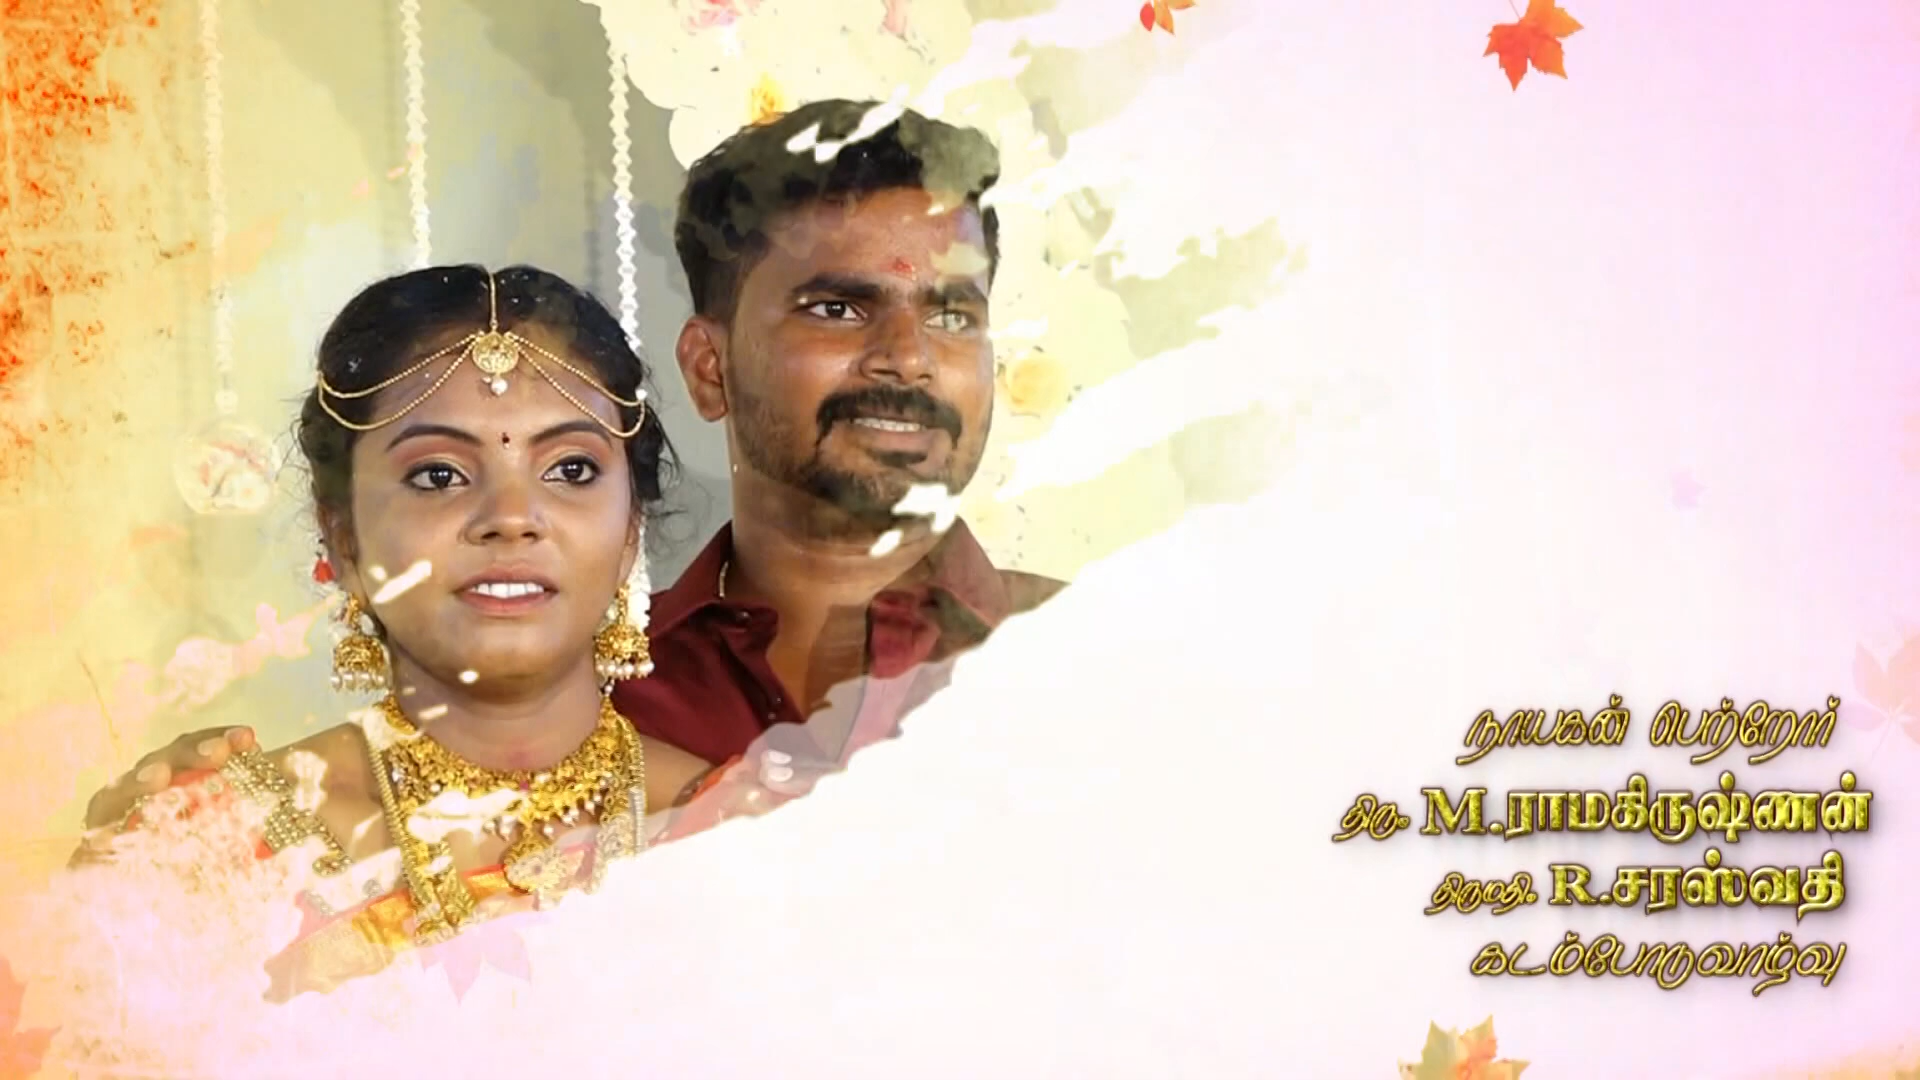 நாயகன் பெற்றோர்
திரு. M.ராமகிருஷ்ணன்
திருமதி. R.சரஸ்வதி
கடம்போடுவாழ்வு